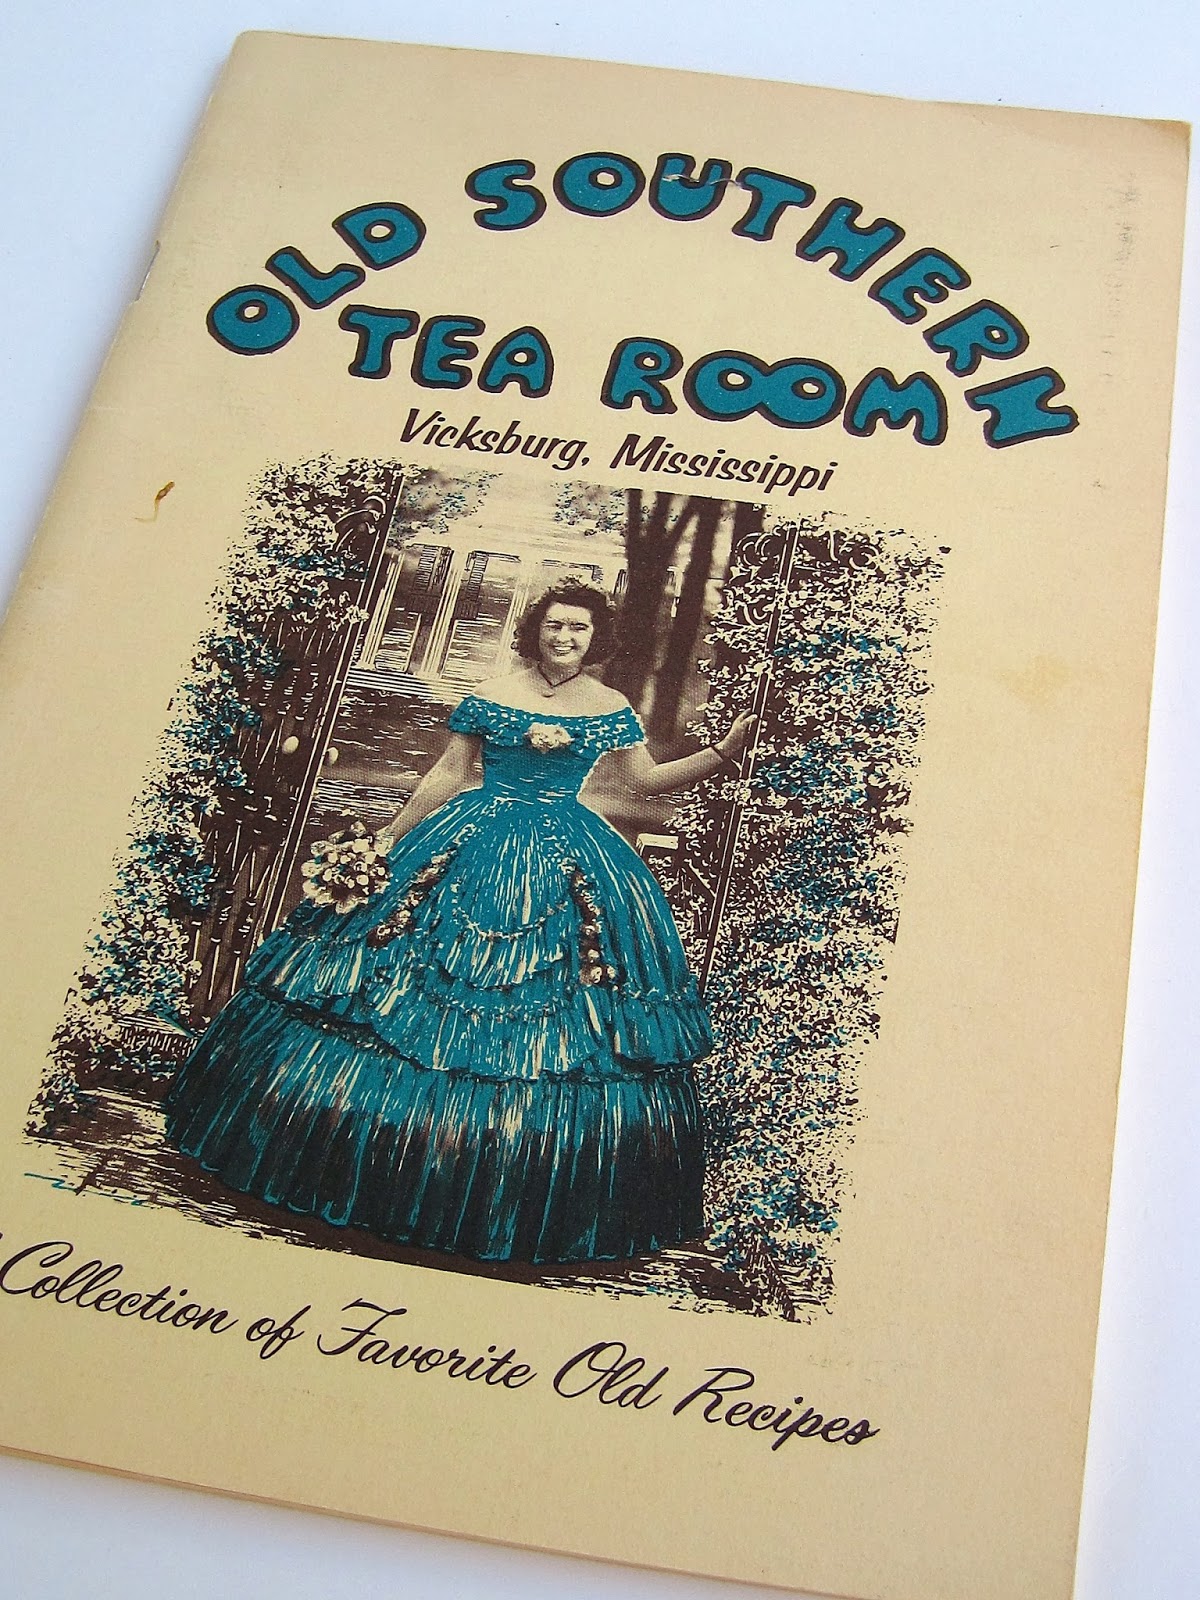 OLD SOUTHERN
TEA ROOM
Vicksburg, Mississippi
Collection of Favorite Old Recipes